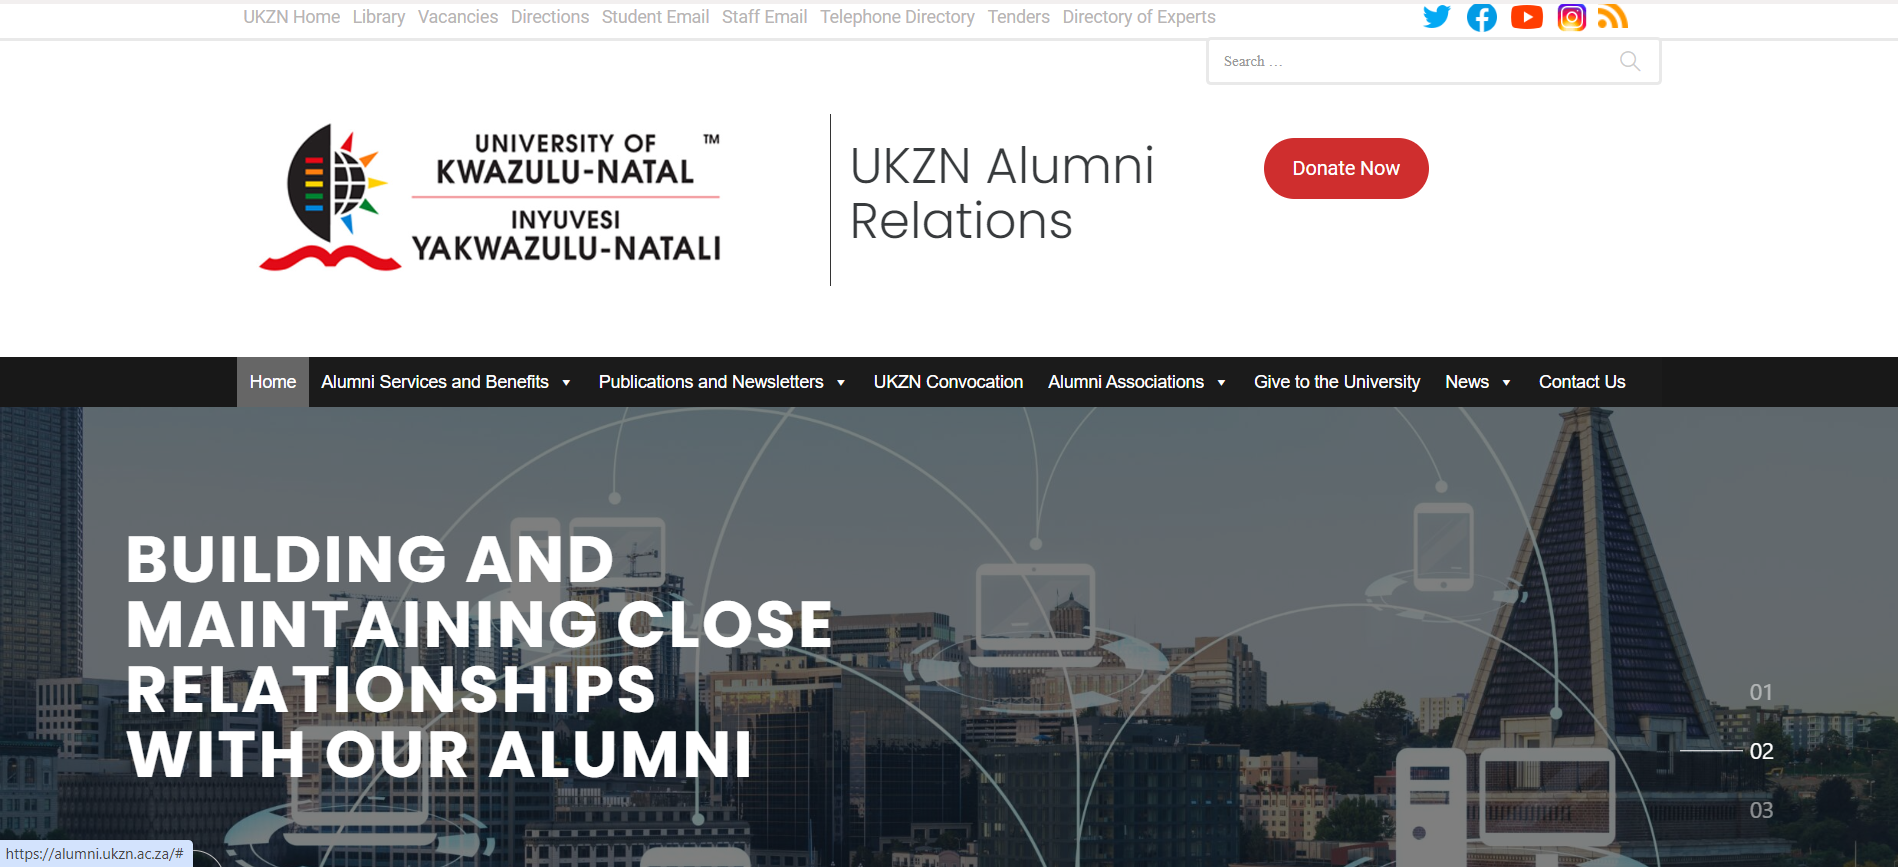 UKZN Home Library Vacancies Directions Student Email Staff Email Telephone Directory Tenders Directory of Experts
Search ...
UNIVERSITY OF ™
KWAZULU-NATAL
INYUVESI
YAKWAZULU-NATALI
UKZN Alumni
Relations
Donate Now
Home Alumni Services and Benefits Publications and Newsletters UKZN Convocation Alumni Associations Give to the University News Contact Us
BUILDING AND
MAINTAINING CLOSE
RELATIONSHIPS
WITH OUR ALUMNI
01
02
03
https://alumni.ukzn.ac.za/#